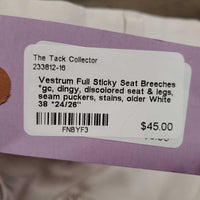 The Tack Collector
233612-16
Vestrum Full Sticky Seat Breeches
*gc, dingy, discolored seat & legs,
seam puckers, stains, older White
38 *24/26"
FNBYF3
$45.00